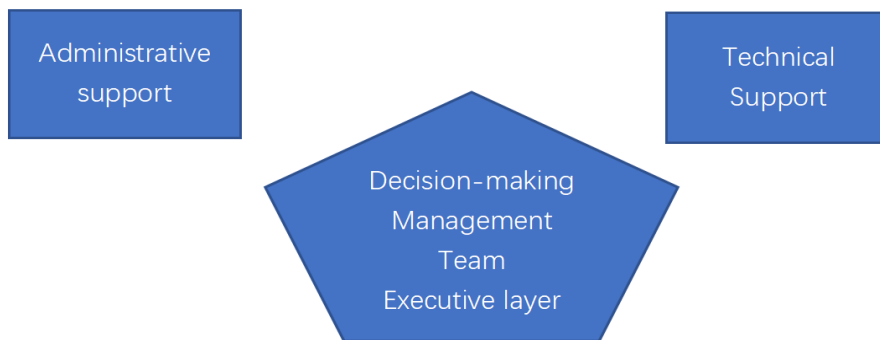 Administrative
support
Technical
Support
Decision-making
Management
Team
Executive layer